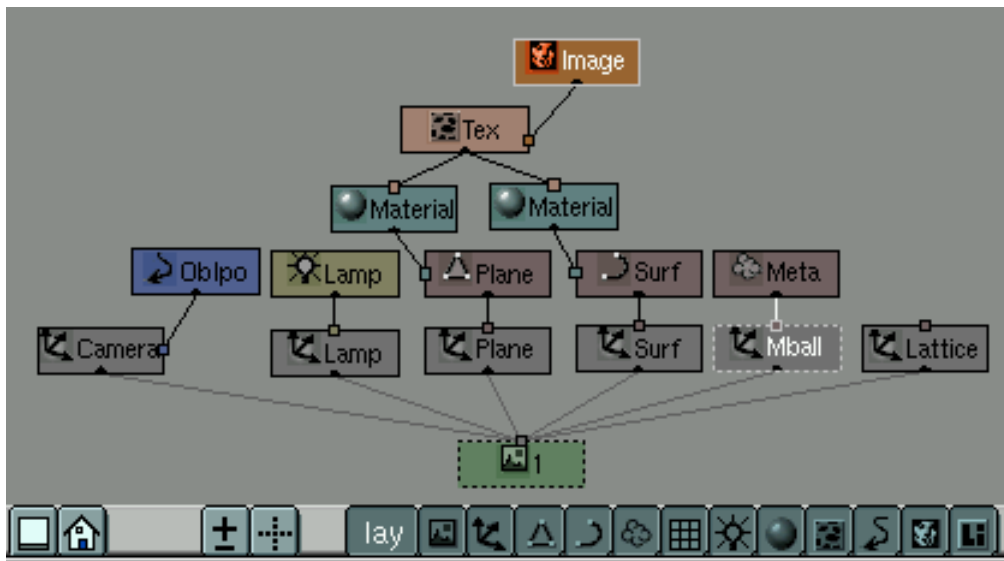 Image
Tex
Material
Material
ObIpo
Lamp
Plane
Surf
Meta
Camera
Lamp
Plane
Surf
Mball
Lattice
1
lay